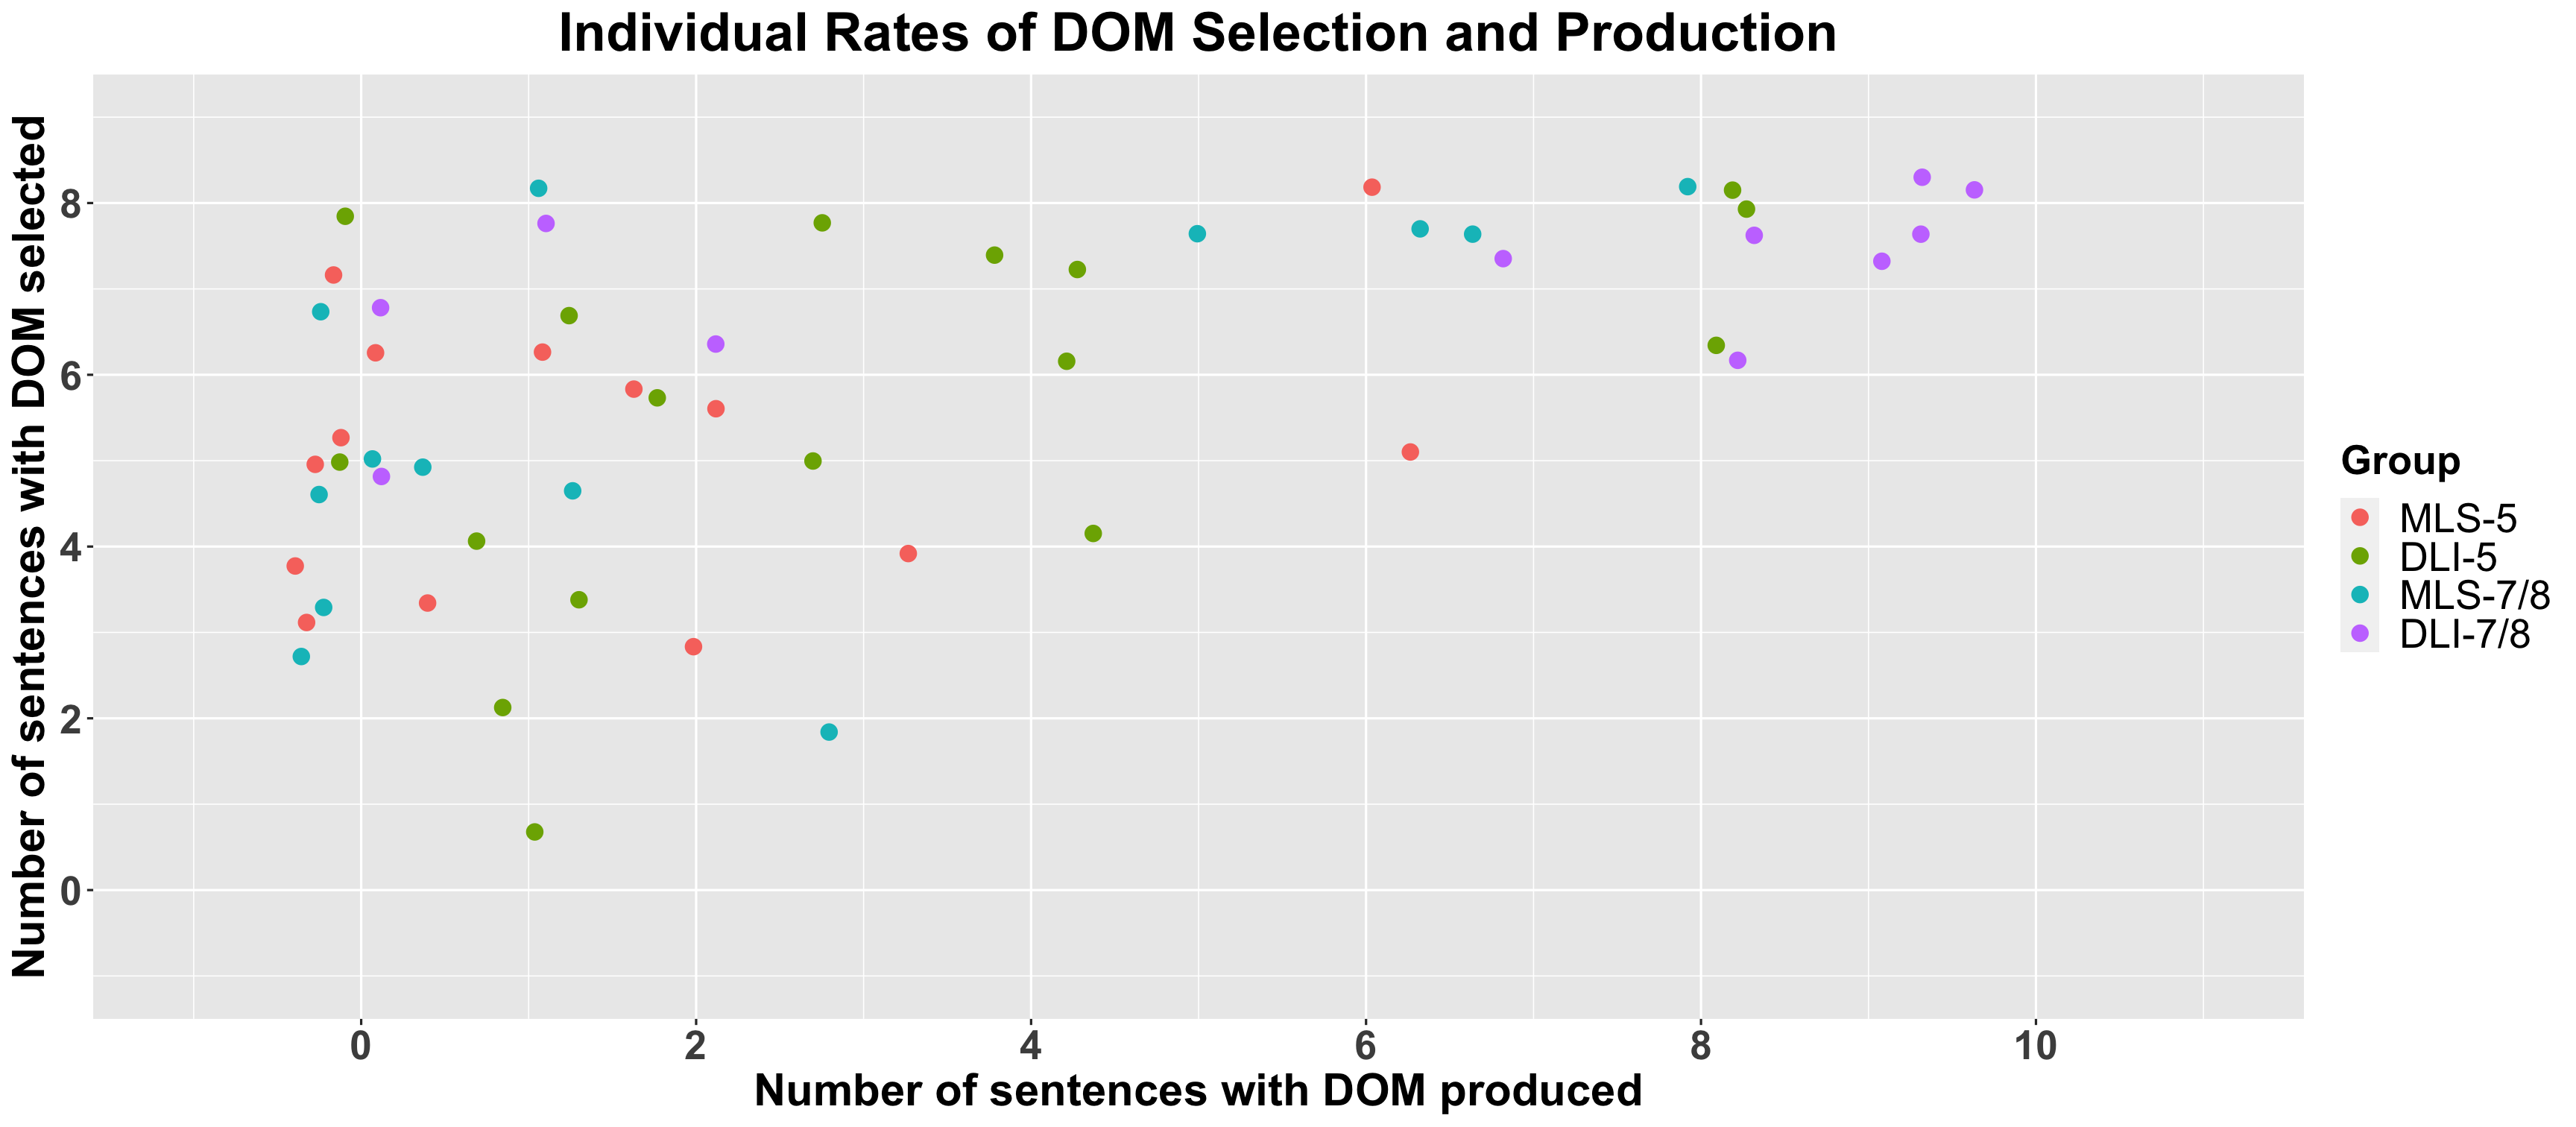 Individual Rates of DOM Selection and Production
Number of sentences with DOM selected
8
6
4
2
0
0 2 4 6 8 10
Number of sentences with DOM produced
Group
MLS-5
DLI-5
MLS-7/8
DLI-7/8